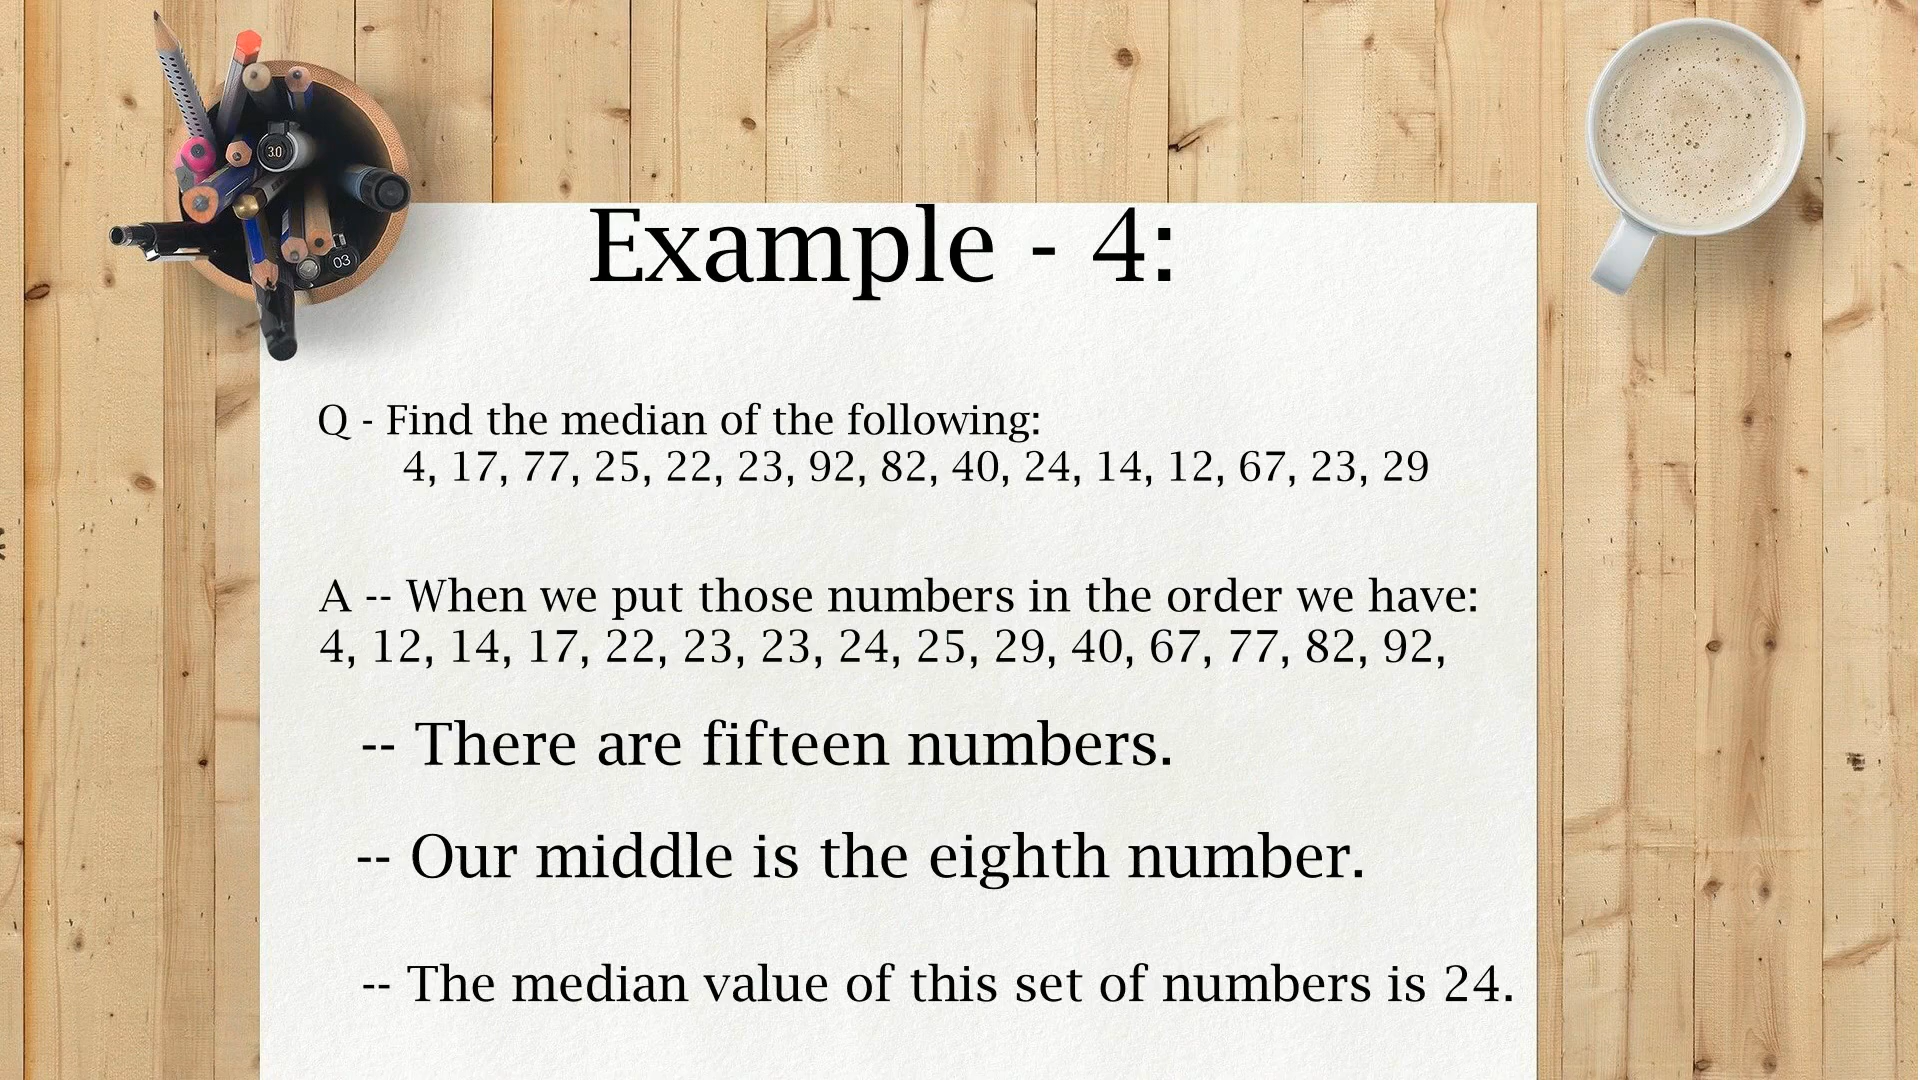 3.0
03
Example - 4:
Q - Find the median of the following:
4, 17, 77, 25, 22, 23, 92, 82, 40, 24, 14, 12, 67, 23, 29
A -- When we put those numbers in the order we have:
4, 12, 14, 17, 22, 23, 23, 24, 25, 29, 40, 67, 77, 82, 92,
-- There are fifteen numbers.
-- Our middle is the eighth number.
-- The median value of this set of numbers is 24.